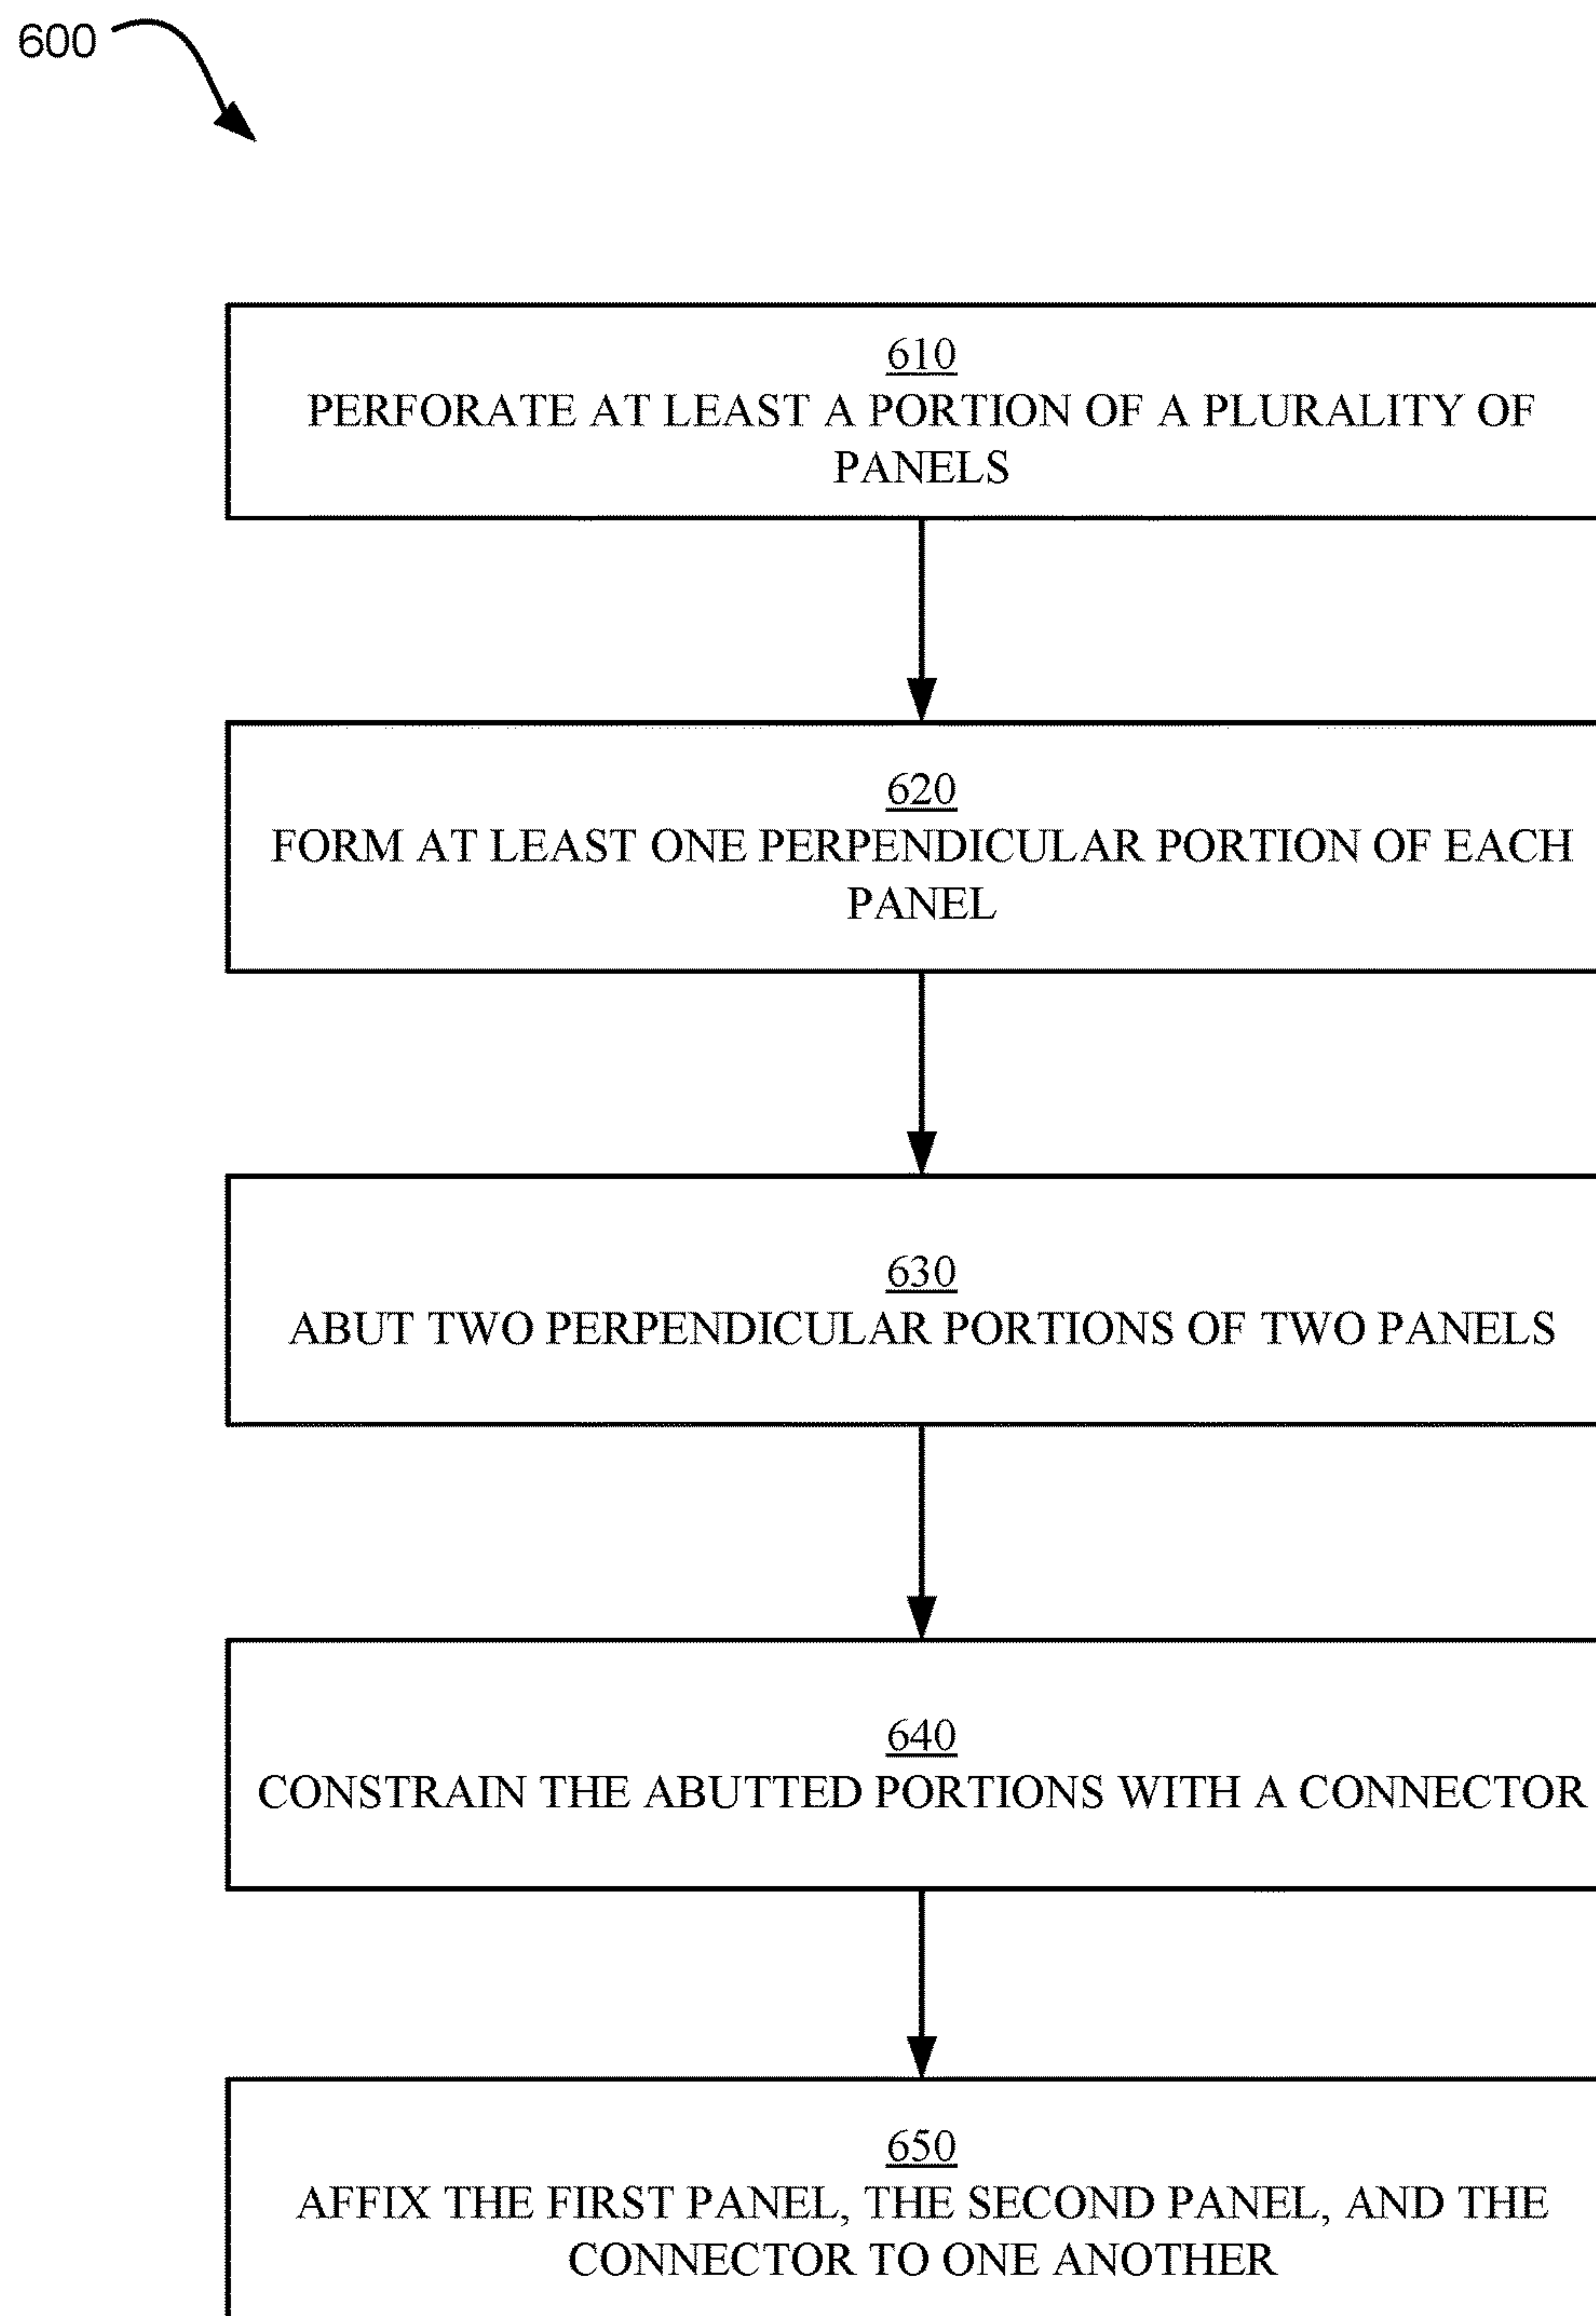 600
610
PERFORATE AT LEAST A PORTION OF A PLURALITY OF
PANELS
620
FORM AT LEAST ONE PERPENDICULAR PORTION OF EACH
PANEL
630
ABUT TWO PERPENDICULAR PORTIONS OF TWO PANELS
640
CONSTRAIN THE ABUTTED PORTIONS WITH A CONNECTOR
650
AFFIX THE FIRST PANEL, THE SECOND PANEL, AND THE
CONNECTOR TO ONE ANOTHER